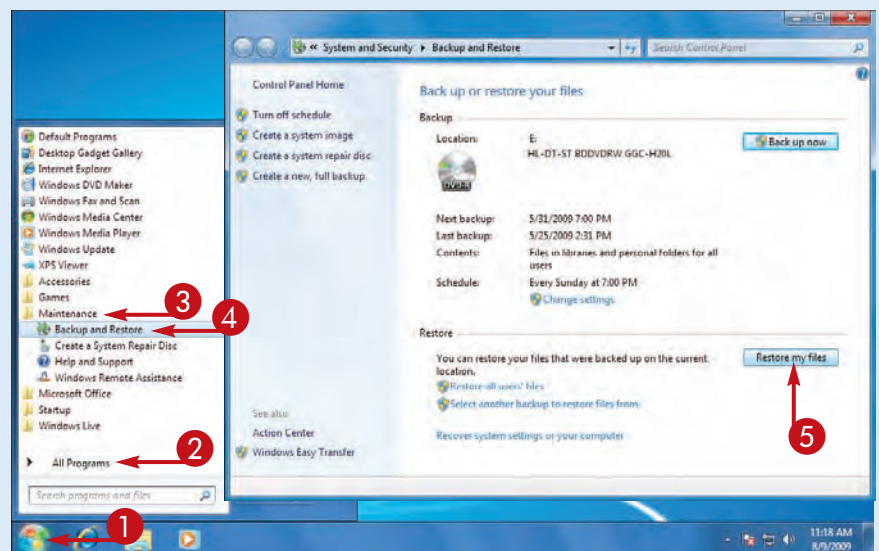 Default Programs
Desktop Gadget Gallery
Internet Explorer
Windows DVD Maker
Windows Fax and Scan
Windows Media Center
Windows Media Player
Windows Update
XPS Viewer
Accessories
Games
Maintenance
3
Backup and Restore
4
Create a System Repair Disc
Help and Support
Windows Remote Assistance
Microsoft Office
Startup
Windows Live
All Programs
2
Search programs and files
1
« System and Security ▸ Backup and Restore
Search Control Panel
Control Panel Home
Turn off schedule
Create a system image
Create a system repair disc
Create a new, full backup
See also
Action Center
Windows Easy Transfer
Back up or restore your files
Backup
Location: E:
HL-DT-ST BDDVDRW GGC-H20L
Back up now
DVD-R
Next backup: 5/31/2009 7:00 PM
Last backup: 5/25/2009 2:31 PM
Contents: Files in libraries and personal folders for all
users
Schedule: Every Sunday at 7:00 PM
Change settings
Restore
You can restore your files that were backed up on the current
location.
Restore my files
Restore all users' files
Select another backup to restore files from
Recover system settings or your computer
5
11:18 AM
8/9/2009